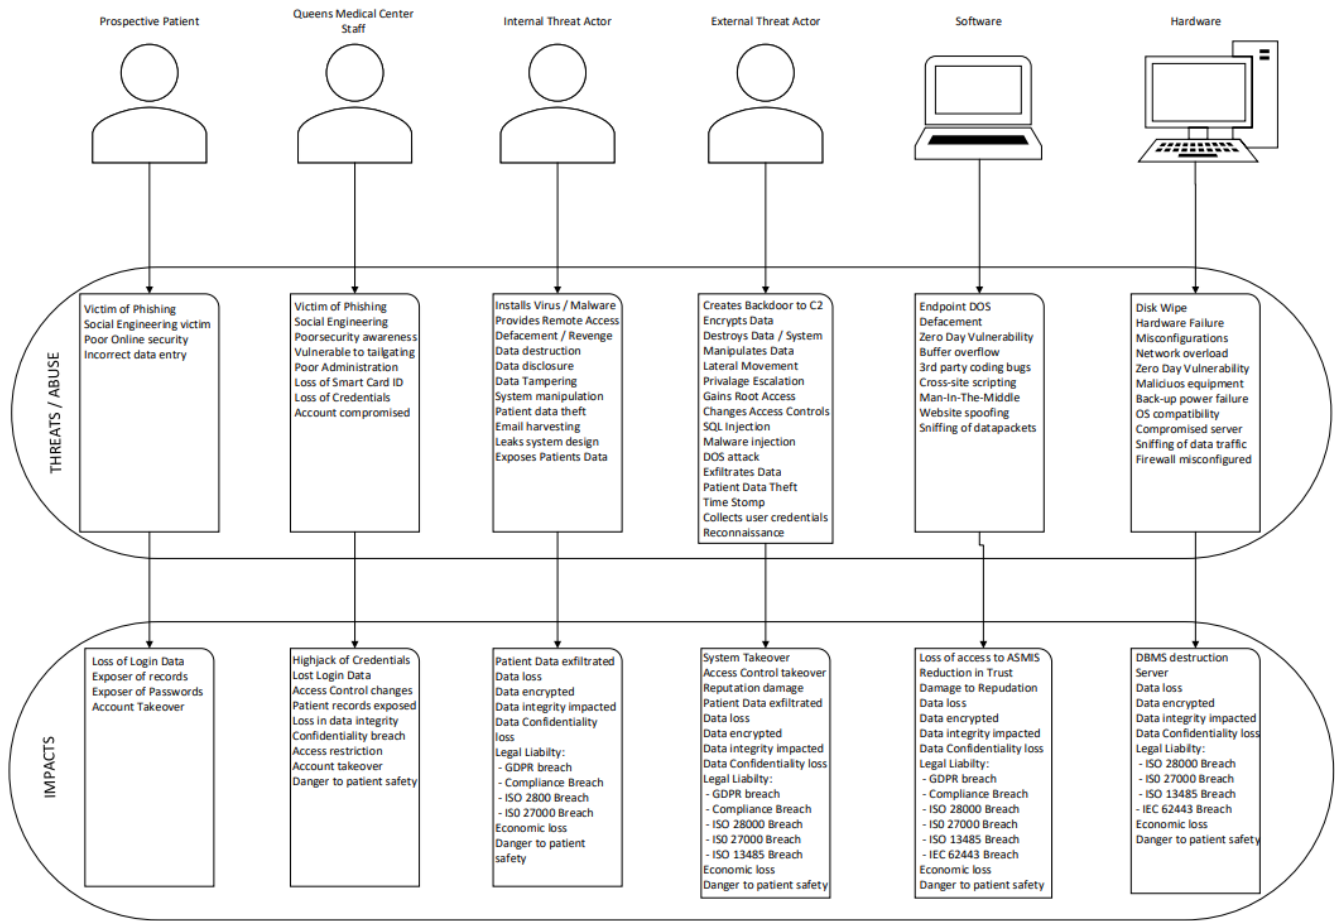 Prospective Patient
Queens Medical Center
Staff
Internal Threat Actor
External Threat Actor
Software
Hardware
THREATS / ABUSE
Victim of Phishing
Social Engineering victim
Poor Online security
Incorrect data entry
Victim of Phishing
Social Engineering
Poorsecurity awareness
Vulnerable to tailgating
Poor Administration
Loss of Smart Card ID
Loss of Credentials
Account compromised
Installs Virus / Malware
Provides Remote Access
Defacement / Revenge
Data destruction
Data disclosure
Data Tampering
System manipulation
Patient data theft
Email harvesting
Leaks system design
Exposes Patients Data
Creates Backdoor to C2
Encrypts Data
Destroys Data / System
Manipulates Data
Lateral Movement
Privalage Escalation
Gains Root Access
Changes Access Controls
SQL Injection
Malware injection
DOS attack
Exfiltrates Data
Patient Data Theft
Time Stomp
Collects user credentials
Reconnaissance
Endpoint DOS
Defacement
Zero Day Vulnerability
Buffer overflow
3rd party coding bugs
Cross-site scripting
Man-In-The-Middle
Website spoofing
Sniffing of datapackets
Disk Wipe
Hardware Failure
Misconfigurations
Network overload
Zero Day Vulnerability
Maliciuos equipment
Back-up power failure
OS compatibility
Compromised server
Sniffing of data traffic
Firewall misconfigured
IMPACTS
Loss of Login Data
Exposer of records
Exposer of Passwords
Account Takeover
Highjack of Credentials
Lost Login Data
Access Control changes
Patient records exposed
Loss in data integrity
Confidentiality breach
Access restriction
Account takeover
Danger to patient safety
Patient Data exfiltrated
Data loss
Data encrypted
Data integrity impacted
Data Confidentiality
loss
Legal Liabilty:
- GDPR breach
- Compliance Breach
- ISO 2800 Breach
- IS0 27000 Breach
Economic loss
Danger to patient
safety
System Takeover
Access Control takeover
Reputation damage
Patient Data exfiltrated
Data loss
Data encrypted
Data integrity impacted
Data Confidentiality loss
Legal Liabilty:
- GDPR breach
- Compliance Breach
- ISO 28000 Breach
- IS0 27000 Breach
- ISO 13485 Breach
Economic loss
Danger to patient safety
Loss of access to ASMIS
Reduction in Trust
Damage to Repudation
Data loss
Data encrypted
Data integrity impacted
Data Confidentiality loss
Legal Liabilty:
- GDPR breach
- Compliance Breach
- ISO 28000 Breach
- IS0 27000 Breach
- ISO 13485 Breach
- IEC 62443 Breach
Economic loss
Danger to patient safety
DBMS destruction
Server
Data loss
Data encrypted
Data integrity impacted
Data Confidentiality loss
Legal Liabilty:
- ISO 28000 Breach
- IS0 27000 Breach
- ISO 13485 Breach
- IEC 62443 Breach
Economic loss
Danger to patient safety